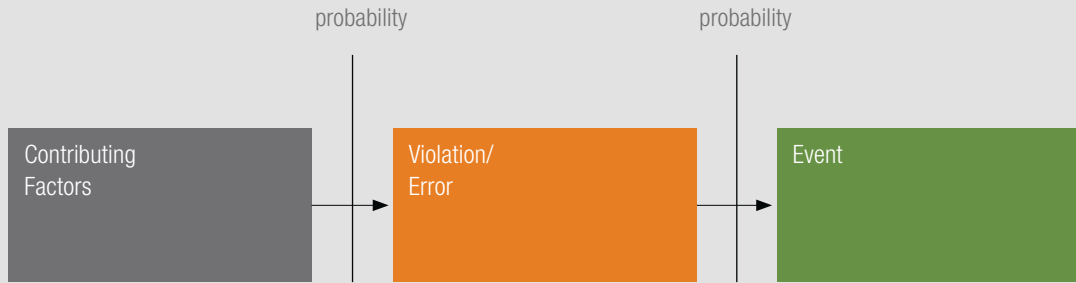 probability
probability
Contributing
Factors
Violation/
Error
Event